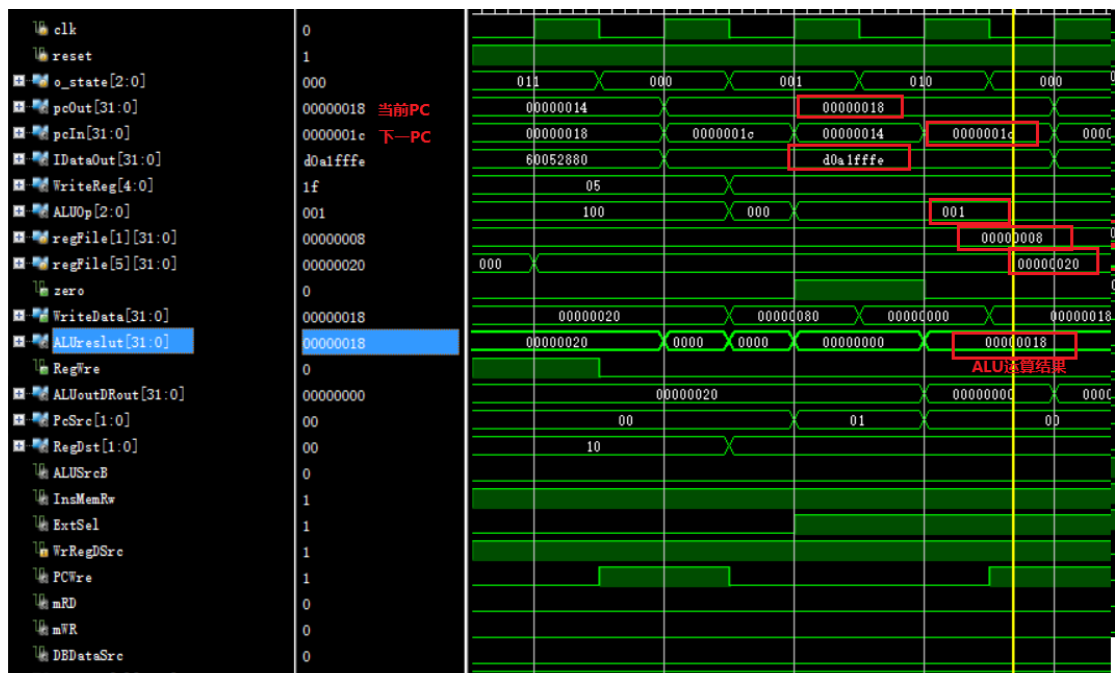 clk 0
reset 1
o_state[2:0] 000 011 000 001 010 000
pcOut[31:0] 00000018 当前PC 00000014 00000018
pcIn[31:0] 0000001c 下一PC 00000018 0000001c 00000014 0000001c 0000
IDataOut[31:0] d0a1fffe 60052880 d0a1fffe
WriteReg[4:0] 1f 05
ALUOp[2:0] 001 100 000 001
regFile[1][31:0] 00000008 00000008
regFile[5][31:0] 00000020 000 00000020
zero 0
WriteData[31:0] 00000018 00000020 00000080 00000000 00000018
ALUreslut[31:0] 00000018 00000020 0000 0000 00000000 00000018
ALU运算结果
RegWre 0
ALUoutDRout[31:0] 00000000 00000020 00000000 0000
PcSrc[1:0] 00 00 01 00
RegDst[1:0] 00 10
ALUSrcB 0
InsMemRw 1
ExtSel 1
WrRegDSrc 1
PCWre 1
mRD 0
mWR 0
DBDataSrc 0